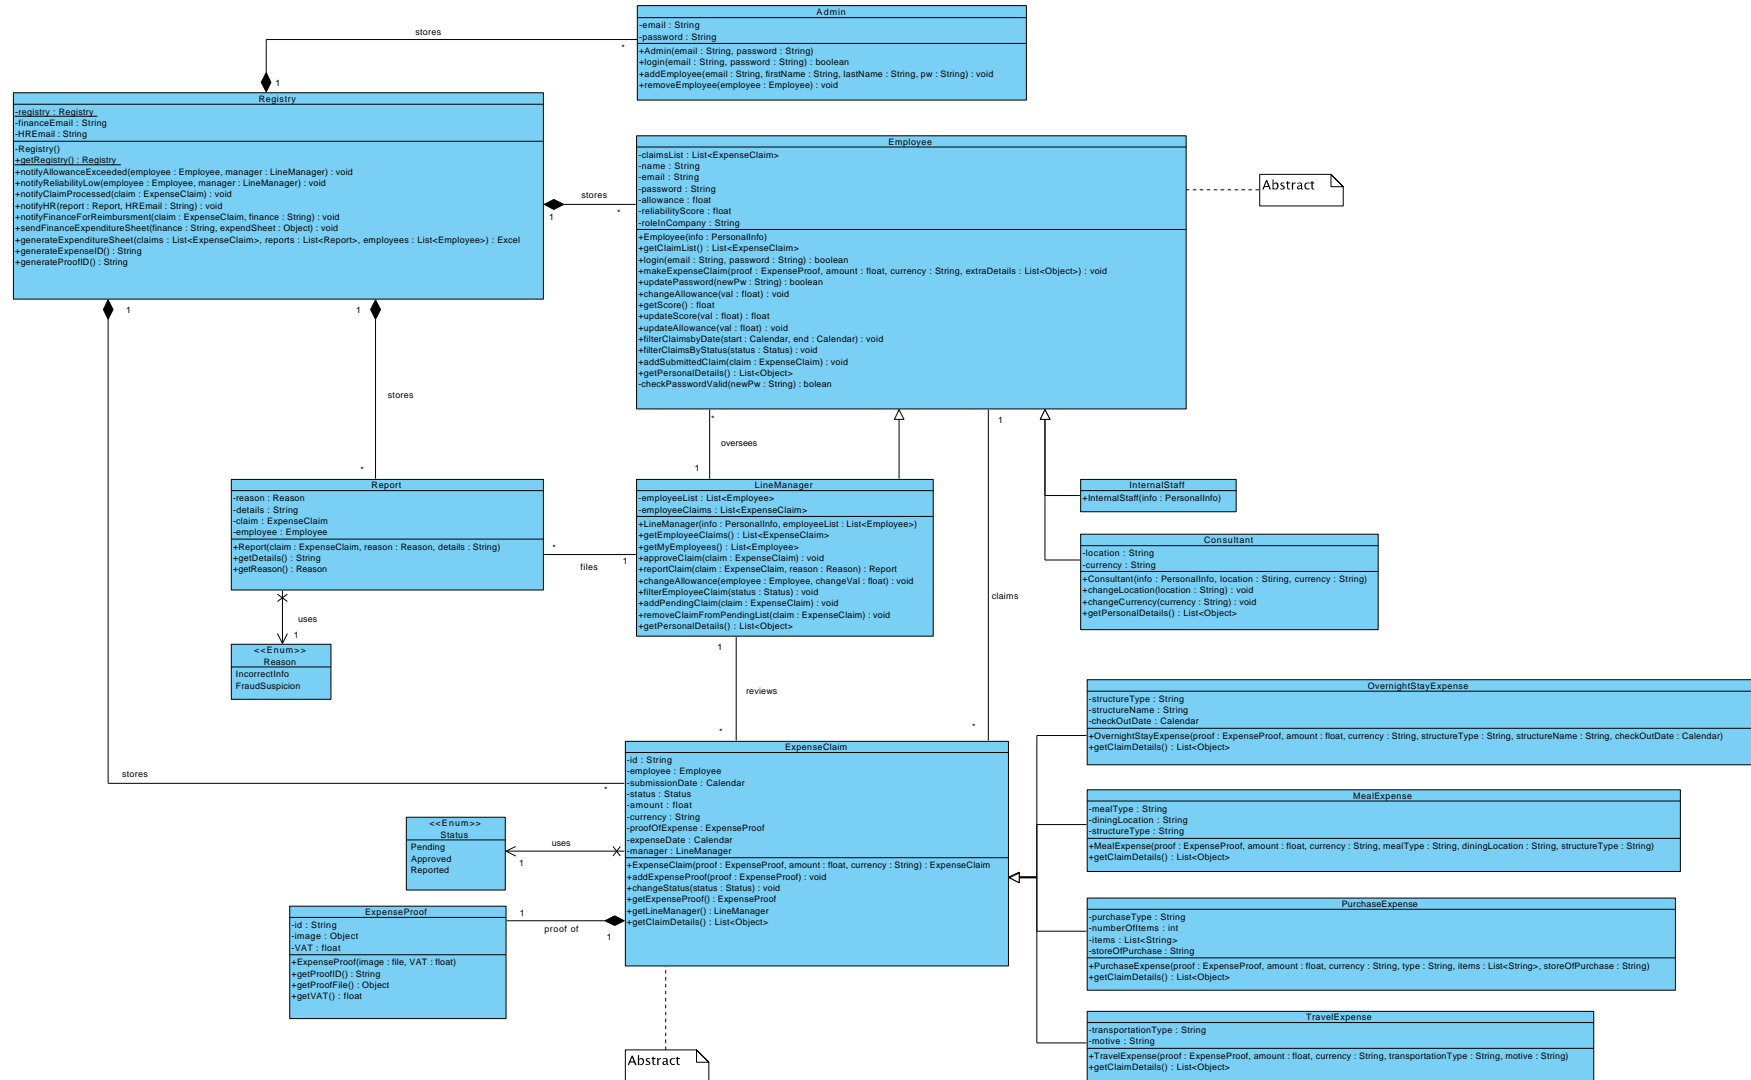 Admin
-email : String
-password : String
+Admin(email : String, password : String)
+login(email : String, password : String) : boolean
+addEmployee(email : String, firstName : String, lastName : String, pw : String) : void
+removeEmployee(employee : Employee) : void
stores
*
1
Registry
-registry : Registry
-financeEmail : String
-HREmail : String
-Registry()
+getRegistry() : Registry
+notifyAllowanceExceeded(employee : Employee, manager : LineManager) : void
+notifyReliabilityLow(employee : Employee, manager : LineManager) : void
+notifyClaimProcessed(claim : ExpenseClaim) : void
+notifyHR(report : Report, HREmail : String) : void
+notifyFinanceForReimbursment(claim : ExpenseClaim, finance : String) : void
+sendFinanceExpenditureSheet(finance : String, expendSheet : Object) : void
+generateExpenditureSheet(claims : List<ExpenseClaim>, reports : List<Report>, employees : List<Employee>) : Excel
+generateExpenseID() : String
+generateProofID() : String
stores
1
*
Employee
-claimsList : List<ExpenseClaim>
-name : String
-email : String
-password : String
-allowance : float
-reliabilityScore : float
-roleInCompany : String
+Employee(info : PersonalInfo)
+getClaimList() : List<ExpenseClaim>
+login(email : String, password : String) : boolean
+makeExpenseClaim(proof : ExpenseProof, amount : float, currency : String, extraDetails : List<Object>) : void
+updatePassword(newPw : String) : boolean
+changeAllowance(val : float) : void
+getScore() : float
+updateScore(val : float) : float
+updateAllowance(val : float) : void
+filterClaimsbyDate(start : Calendar, end : Calendar) : void
+filterClaimsByStatus(status : Status) : void
+addSubmittedClaim(claim : ExpenseClaim) : void
+getPersonalDetails() : List<Object>
-checkPasswordValid(newPw : String) : bolean
Abstract
1
1
stores
*
*
oversees
1
1
claims
*
Report
-reason : Reason
-details : String
-claim : ExpenseClaim
-employee : Employee
+Report(claim : ExpenseClaim, reason : Reason, details : String)
+getDetails() : String
+getReason() : Reason
*
files
1
LineManager
-employeeList : List<Employee>
-employeeClaims : List<ExpenseClaim>
+LineManager(info : PersonalInfo, employeeList : List<Employee>)
+getEmployeeClaims() : List<ExpenseClaim>
+getMyEmployees() : List<Employee>
+approveClaim(claim : ExpenseClaim) : void
+reportClaim(claim : ExpenseClaim, reason : Reason) : Report
+changeAllowance(employee : Employee, changeVal : float) : void
+filterEmployeeClaim(status : Status) : void
+addPendingClaim(claim : ExpenseClaim) : void
+removeClaimFromPendingList(claim : ExpenseClaim) : void
+getPersonalDetails() : List<Object>
InternalStaff
+InternalStaff(info : PersonalInfo)
Consultant
-location : String
-currency : String
+Consultant(info : PersonalInfo, location : Stiring, currency : String)
+changeLocation(location : String) : void
+changeCurrency(currency : String) : void
+getPersonalDetails() : List<Object>
uses
1
<<Enum>>
Reason
IncorrectInfo
FraudSuspicion
1
reviews
*
stores
*
ExpenseClaim
-id : String
-employee : Employee
-submissionDate : Calendar
-status : Status
-amount : float
-currency : String
-proofOfExpense : ExpenseProof
-expenseDate : Calendar
-manager : LineManager
+ExpenseClaim(proof : ExpenseProof, amount : float, currency : String) : ExpenseClaim
+addExpenseProof(proof : ExpenseProof) : void
+changeStatus(status : Status) : void
+getExpenseProof() : ExpenseProof
+getLineManager() : LineManager
+getClaimDetails() : List<Object>
<<Enum>>
Status
Pending
Approved
Reported
uses
1
ExpenseProof
-id : String
-image : Object
-VAT : float
+ExpenseProof(image : file, VAT : float)
+getProofID() : String
+getProofFile() : Object
+getVAT() : float
1
proof of
1
Abstract
OvernightStayExpense
-structureType : String
-structureName : String
-checkOutDate : Calendar
+OvernightStayExpense(proof : ExpenseProof, amount : float, currency : String, structureType : String, structureName : String, checkOutDate : Calendar)
+getClaimDetails() : List<Object>
MealExpense
-mealType : String
-diningLocation : String
-structureType : String
+MealExpense(proof : ExpenseProof, amount : float, currency : String, mealType : String, diningLocation : String, structureType : String)
+getClaimDetails() : List<Object>
PurchaseExpense
-purchaseType : String
-numberOfItems : int
-items : List<String>
-storeOfPurchase : String
+PurchaseExpense(proof : ExpenseProof, amount : float, currency : String, type : String, items : List<String>, storeOfPurchase : String)
+getClaimDetails() : List<Object>
TravelExpense
-transportationType : String
-motive : String
+TravelExpense(proof : ExpenseProof, amount : float, currency : String, transportationType : String, motive : String)
+getClaimDetails() : List<Object>